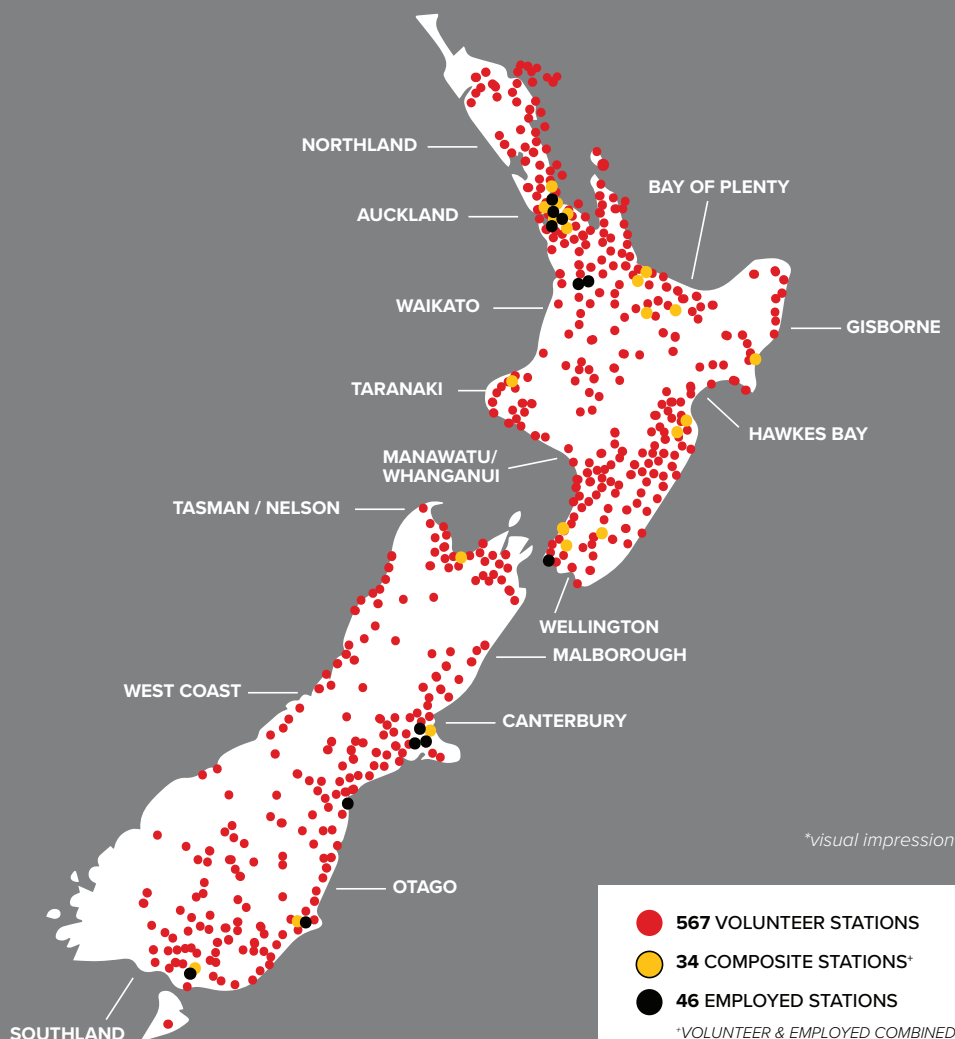 NORTHLAND
BAY OF PLENTY
AUCKLAND
WAIKATO
GISBORNE
TARANAKI
HAWKES BAY
MANAWATU/
WHANGANUI
TASMAN / NELSON
WELLINGTON
MALBOROUGH
WEST COAST
CANTERBURY
*visual impression
OTAGO
567 VOLUNTEER STATIONS
34 COMPOSITE STATIONS+
46 EMPLOYED STATIONS
+VOLUNTEER & EMPLOYED COMBINED
SOUTHLAND